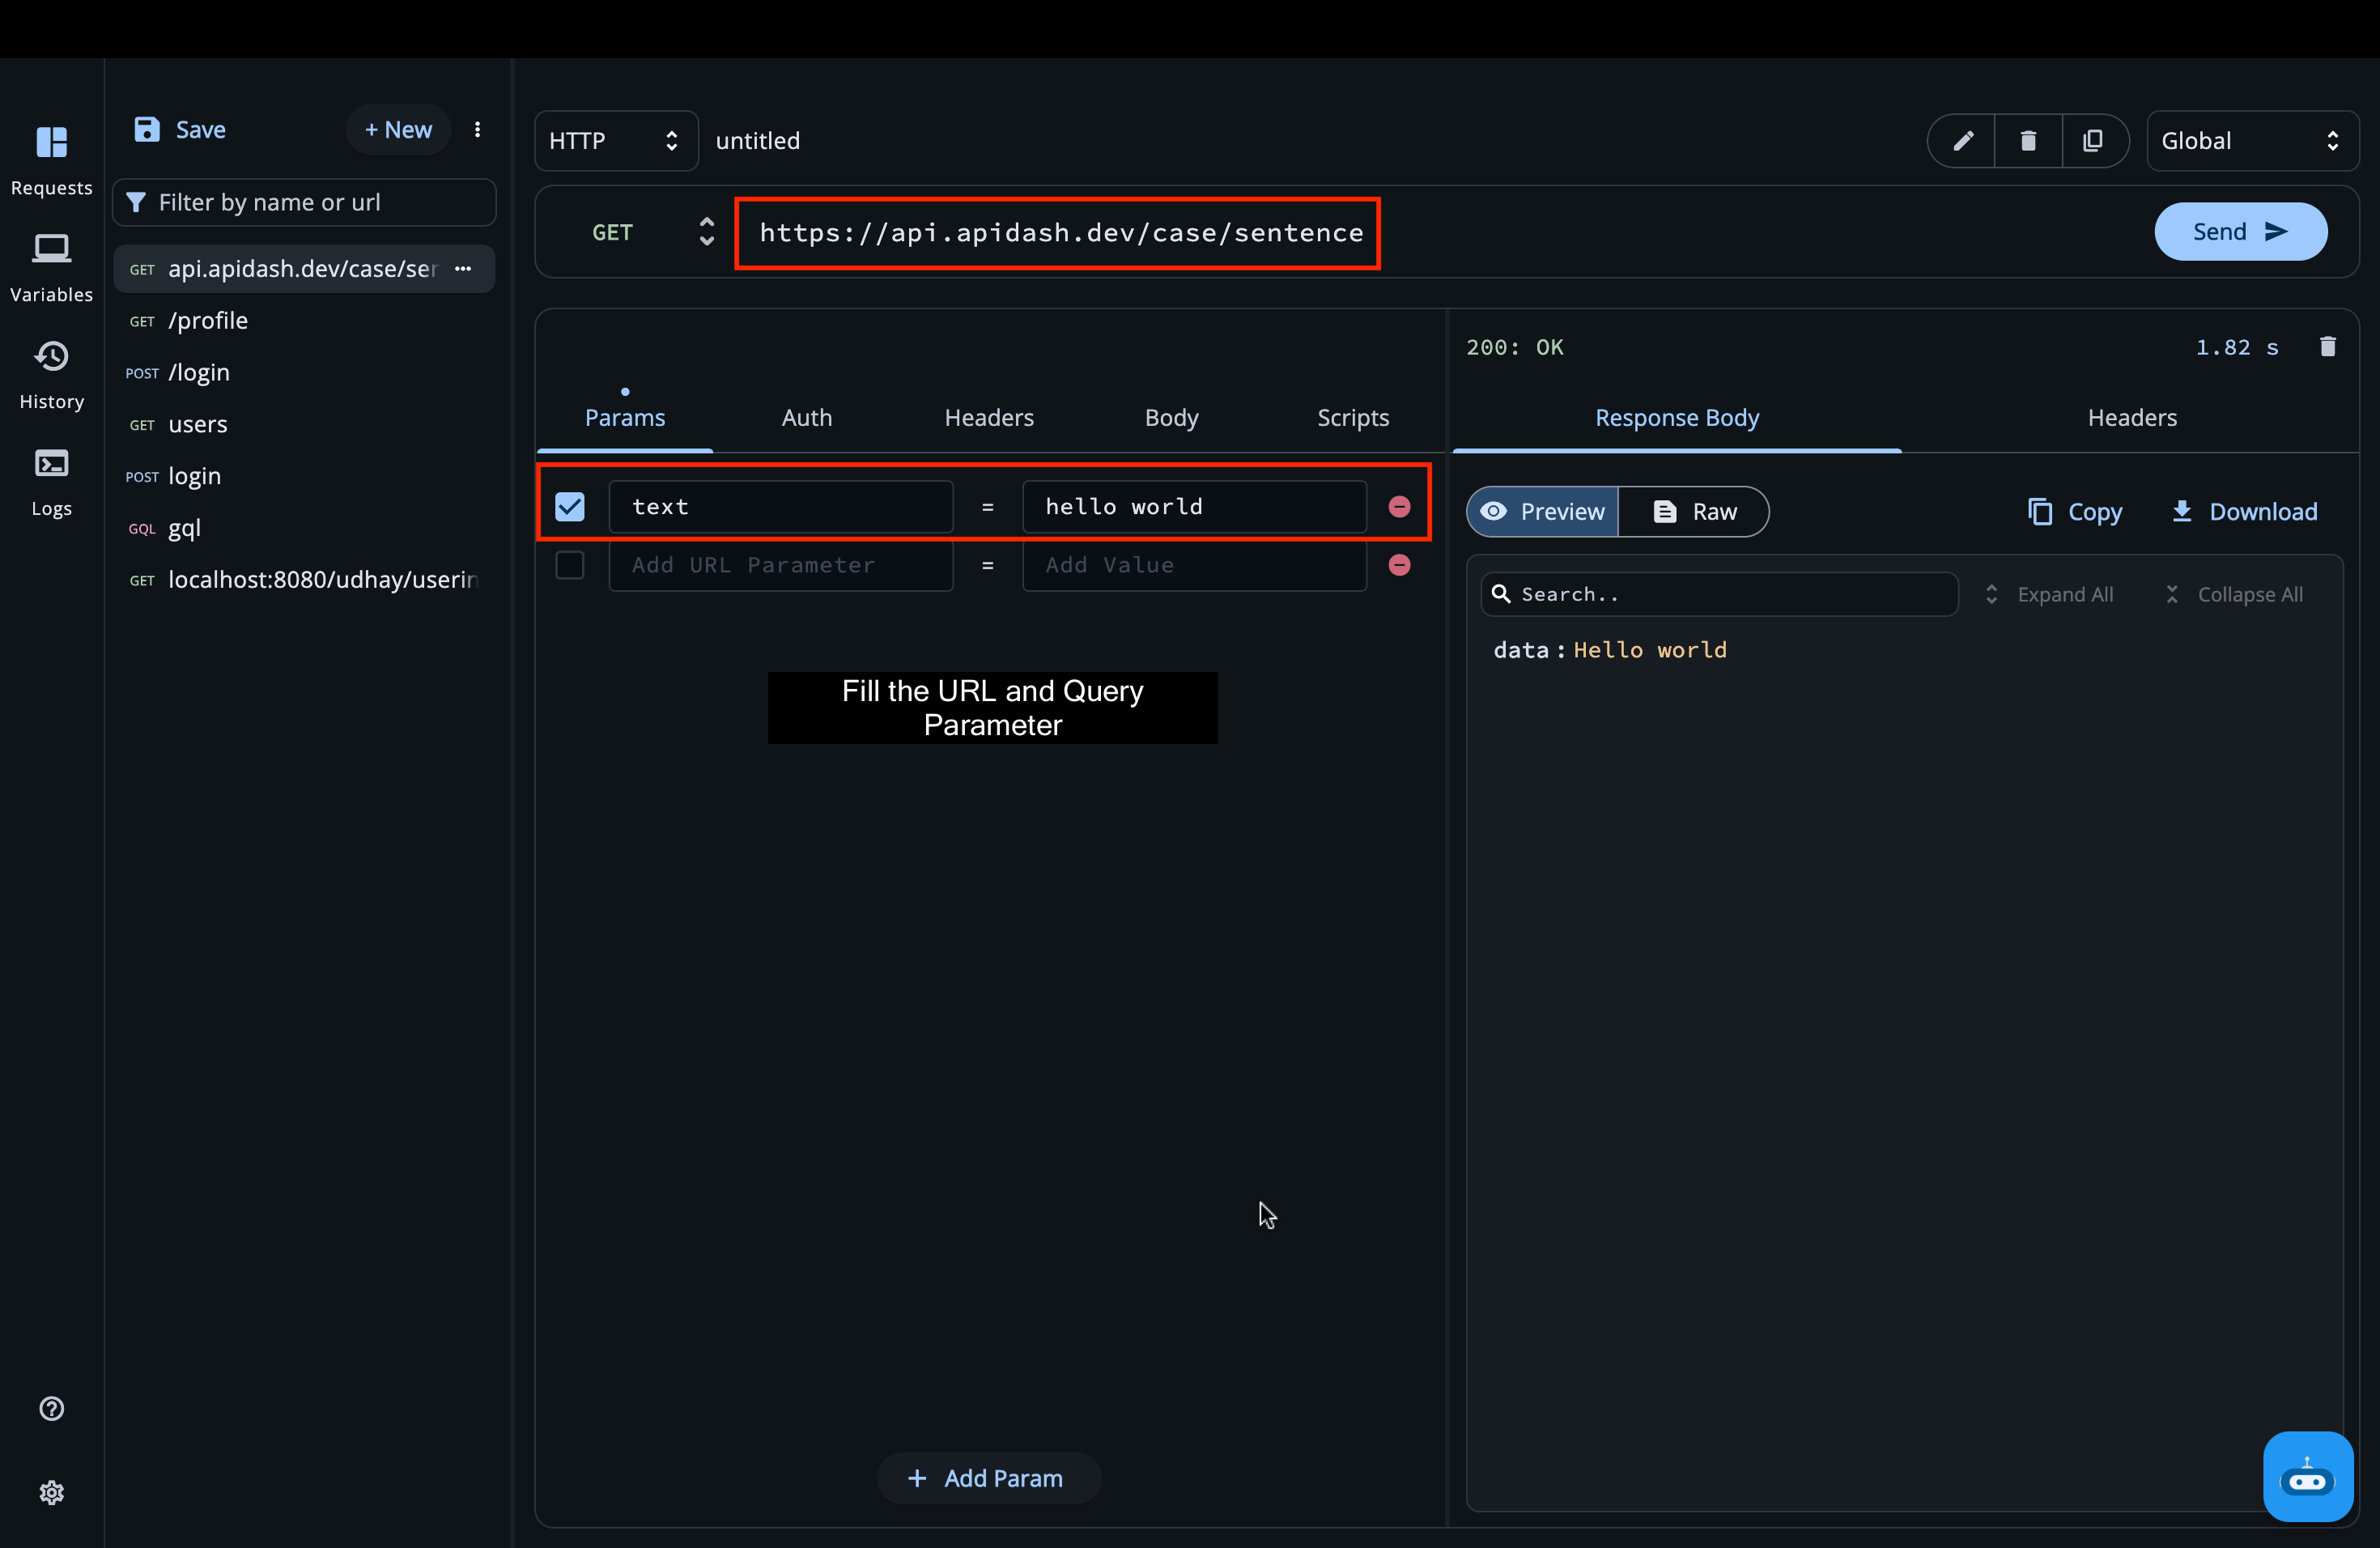 Requests
Variables
History
Logs
Save
+ New
Filter by name or url
GET api.apidash.dev/case/ser
GET /profile
POST /login
GET users
POST login
GQL gql
GET localhost:8080/udhay/userin
HTTP
untitled
Global
GET
https://api.apidash.dev/case/sentence
Send
Params
Auth
Headers
Body
Scripts
text = hello world
Add URL Parameter = Add Value
Fill the URL and Query
Parameter
+ Add Param
200: OK
1.82 s
Response Body
Headers
Preview
Raw
Copy
Download
Search..
Expand All
Collapse All
data : Hello world